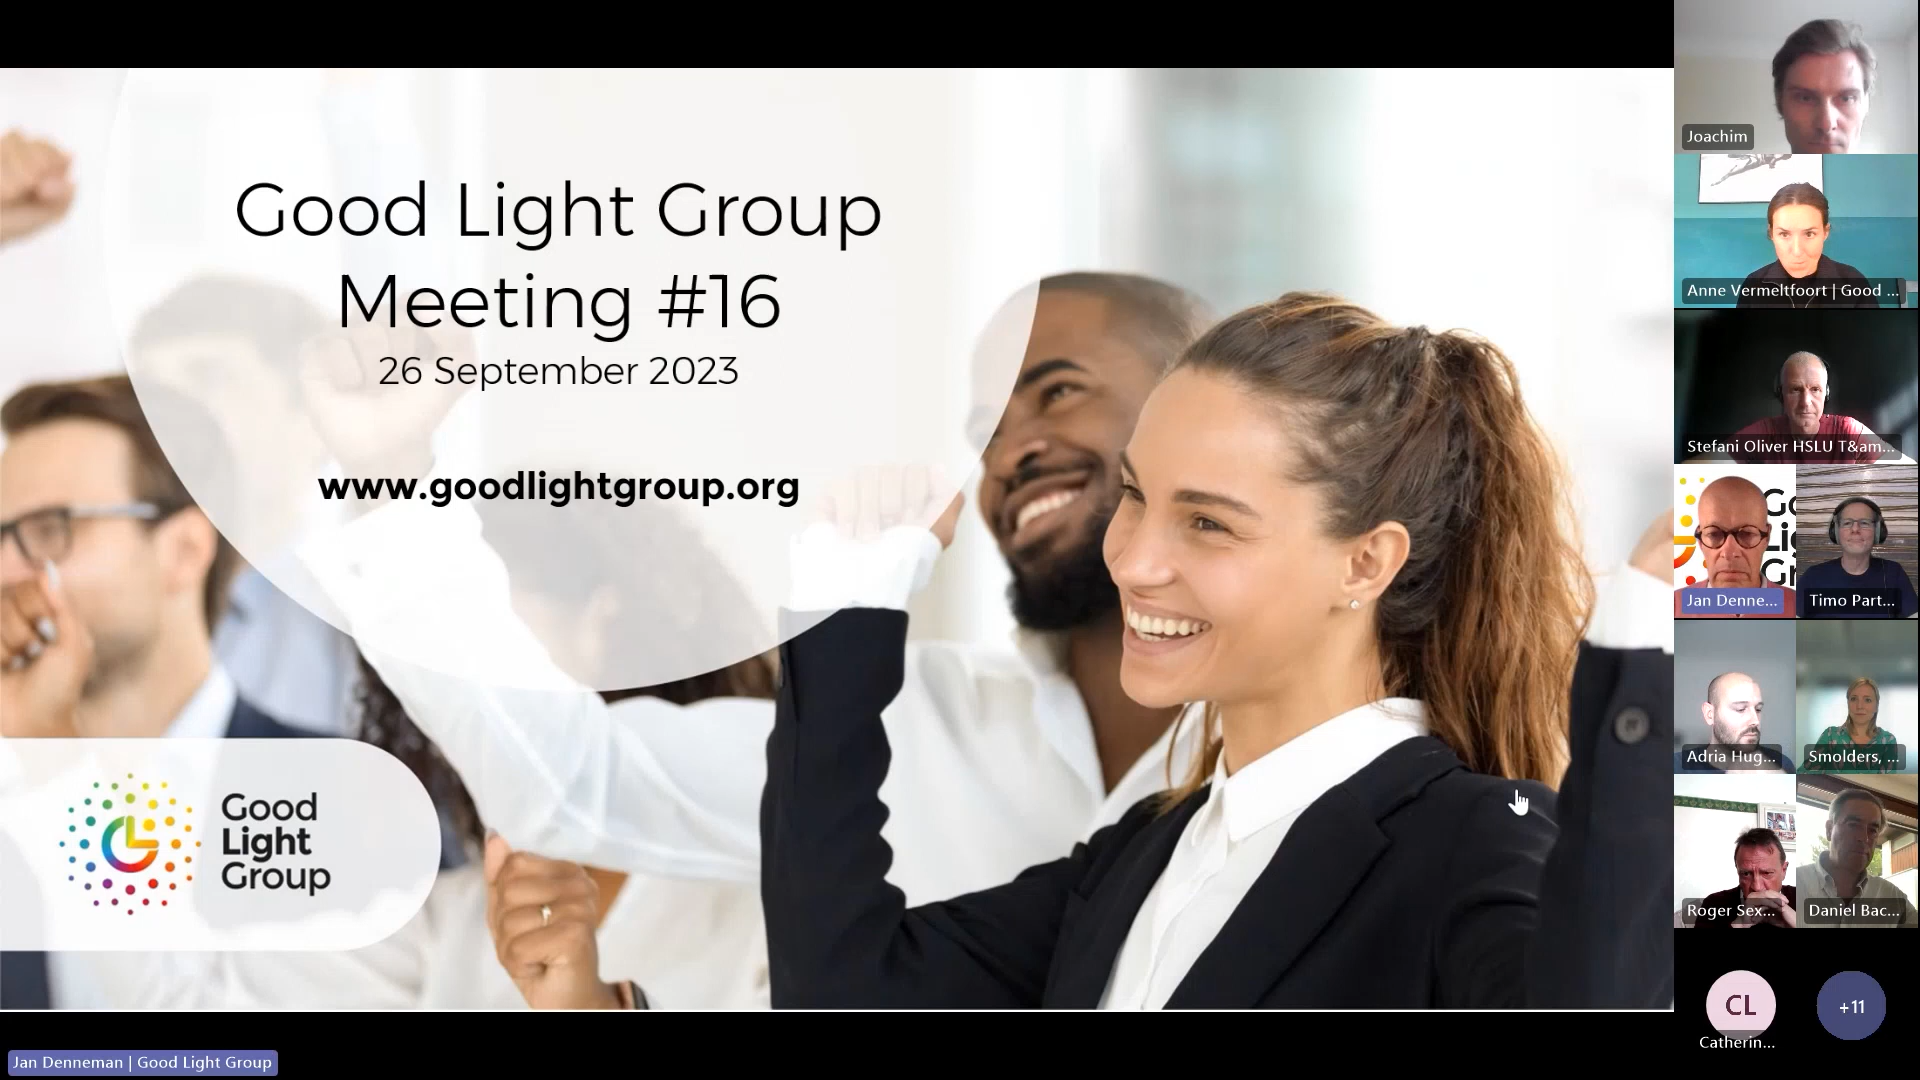 Good Light Group
Meeting #16
26 September 2023
www.goodlightgroup.org
Good
Light
Group
Jan Denneman | Good Light Group
Joachim
Anne Vermeltfoort | Good ...
Stefani Oliver HSLU T&am...
Jan Denne...
Timo Part...
Adria Hug...
Smolders, ...
Roger Sex...
Daniel Bac...
CL
Catherin...
+11